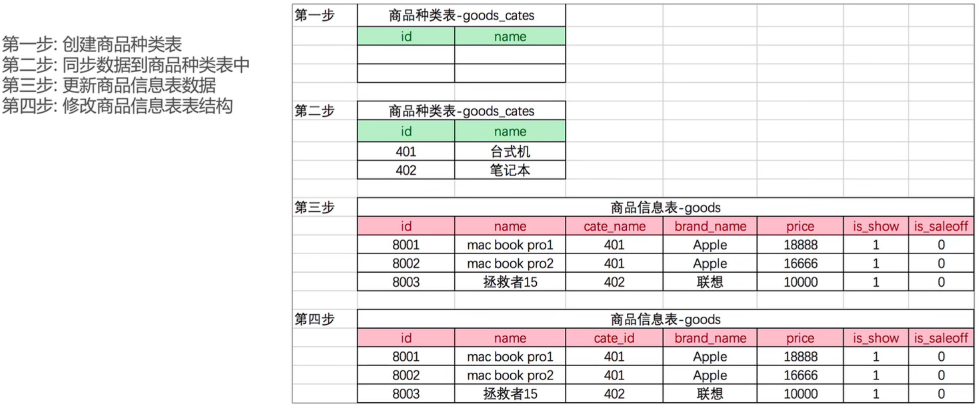 第一步: 创建商品种类表
第二步: 同步数据到商品种类表中
第三步: 更新商品信息表数据
第四步: 修改商品信息表表结构
第一步 商品种类表-goods_cates
id name
第二步 商品种类表-goods_cates
id name
401 台式机
402 笔记本
第三步 商品信息表-goods
id name cate_name brand_name price is_show is_saleoff
8001 mac book pro1 401 Apple 18888 1 0
8002 mac book pro2 401 Apple 16666 1 0
8003 拯救者15 402 联想 10000 1 0
第四步 商品信息表-goods
id name cate_id brand_name price is_show is_saleoff
8001 mac book pro1 401 Apple 18888 1 0
8002 mac book pro2 401 Apple 16666 1 0
8003 拯救者15 402 联想 10000 1 0